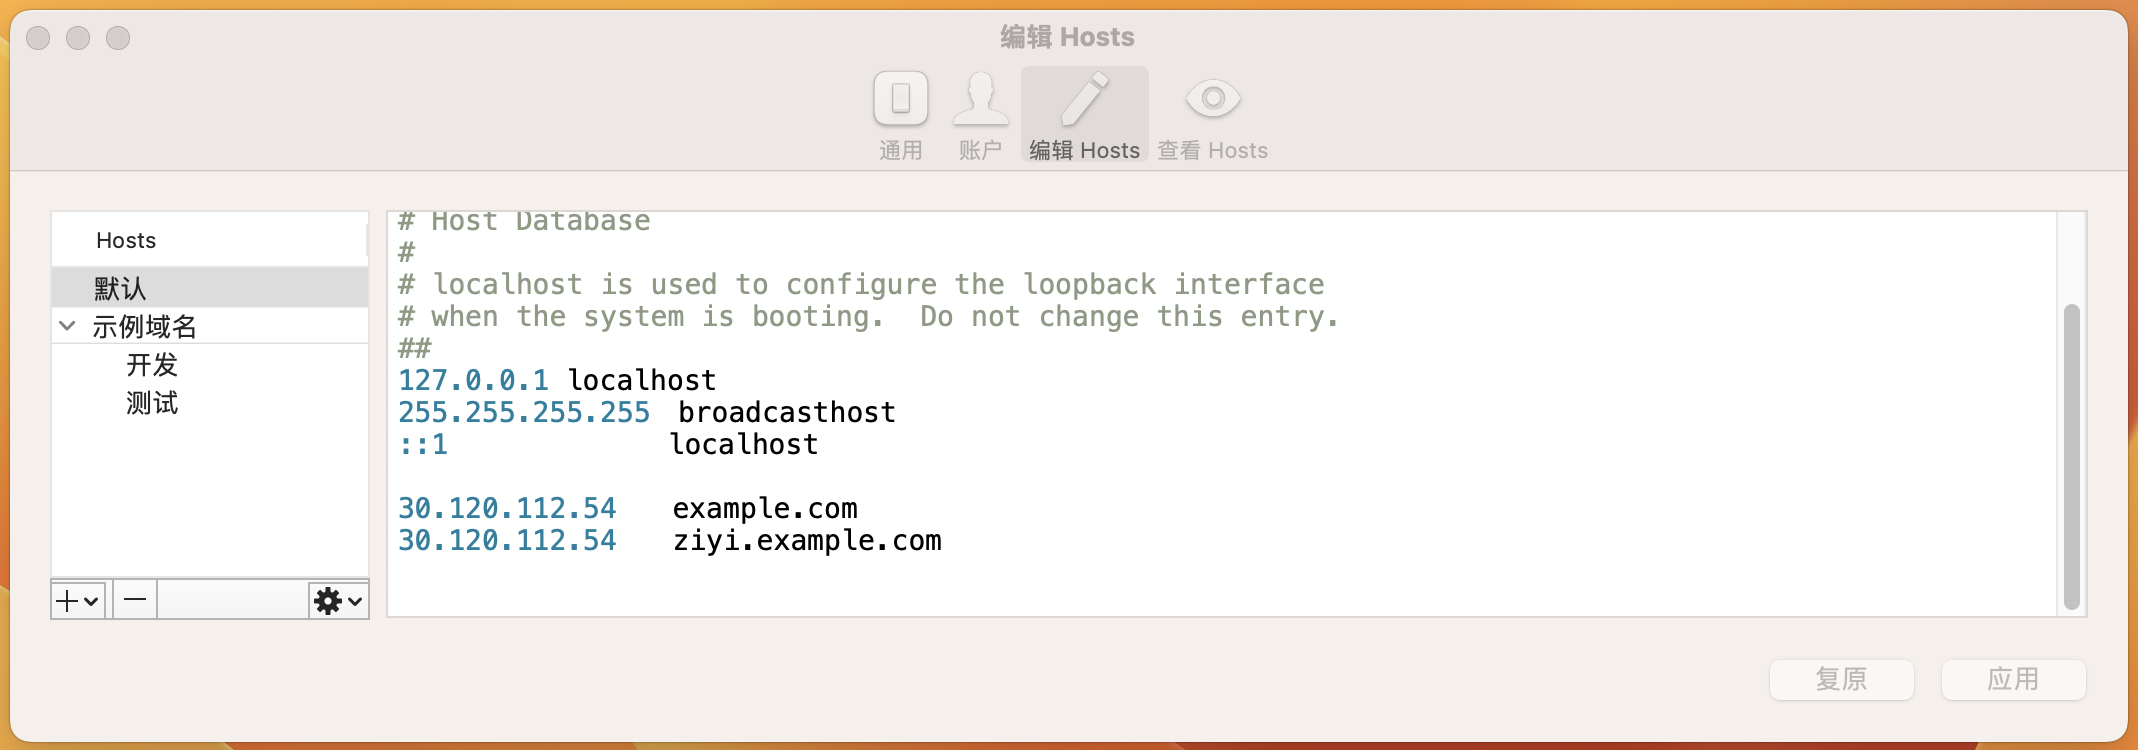 编辑 Hosts
通用 账户 编辑 Hosts 查看 Hosts
Hosts
默认
示例域名
开发
测试
# Host Database
#
# localhost is used to configure the loopback interface
# when the system is booting.  Do not change this entry.
##
127.0.0.1 localhost
255.255.255.255 broadcasthost
::1 localhost
30.120.112.54 example.com
30.120.112.54 ziyi.example.com
复原 应用